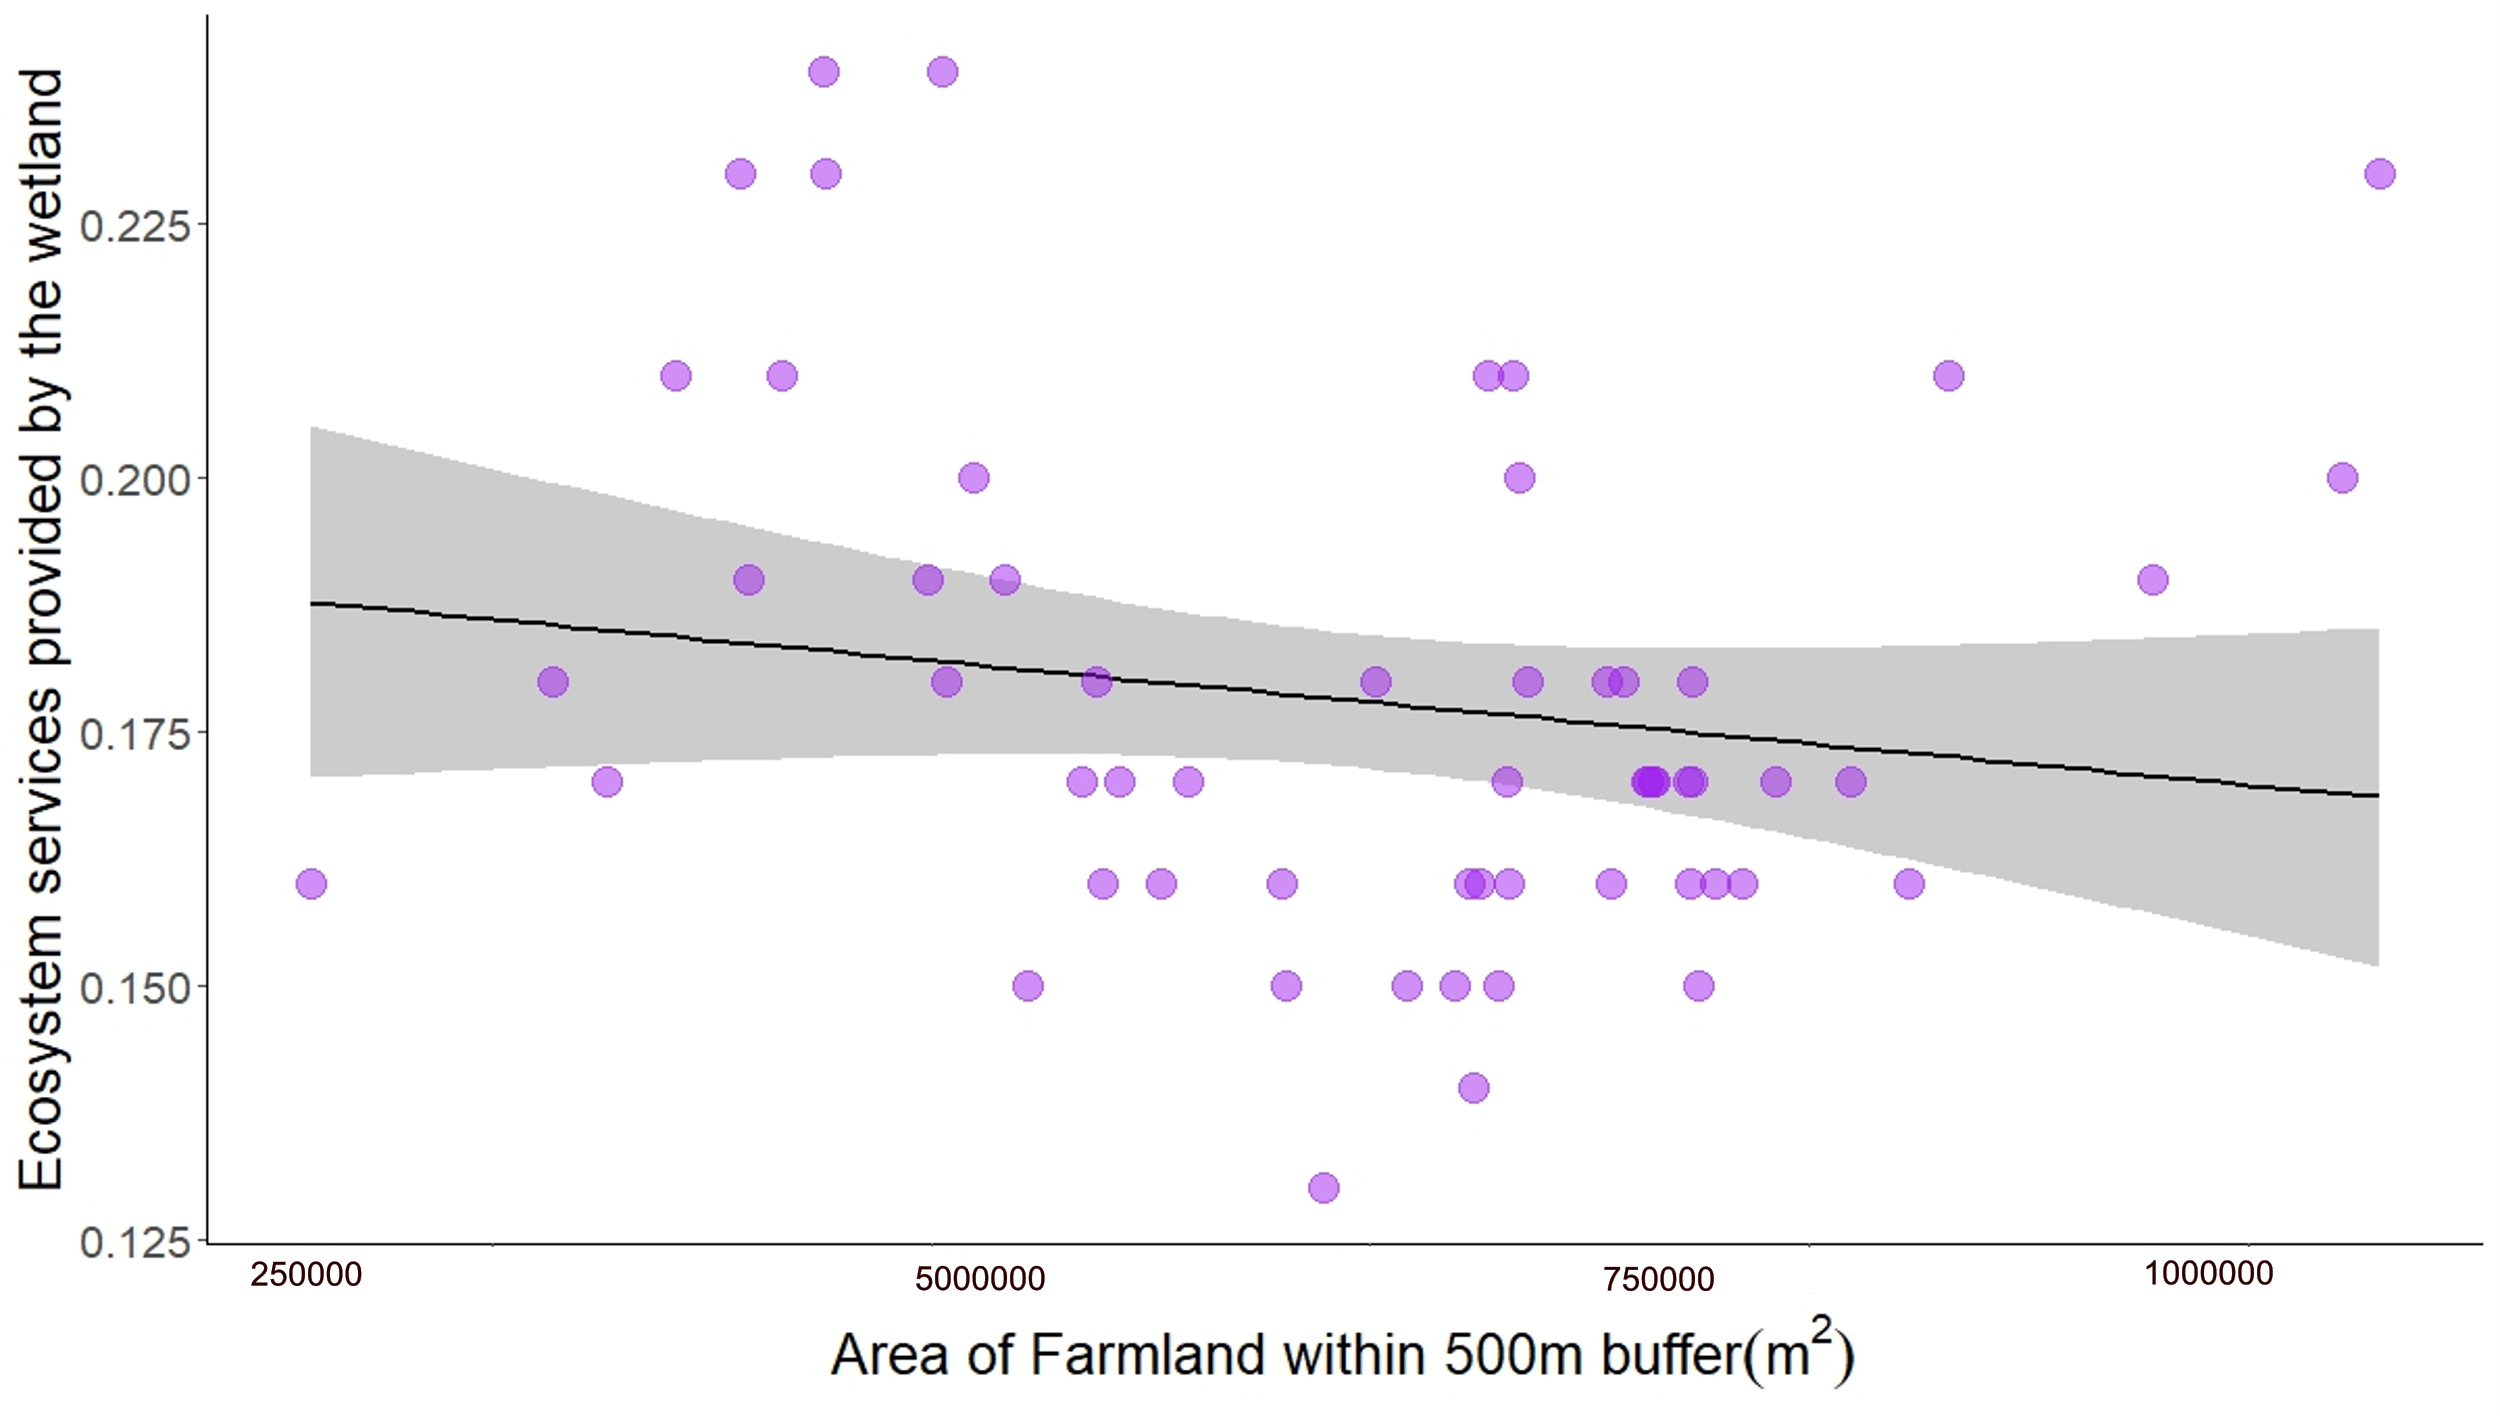 Ecosystem services provided by the wetland
0.225
0.200
0.175
0.150
0.125
250000 5000000 750000 1000000
Area of Farmland within 500m buffer(m²)